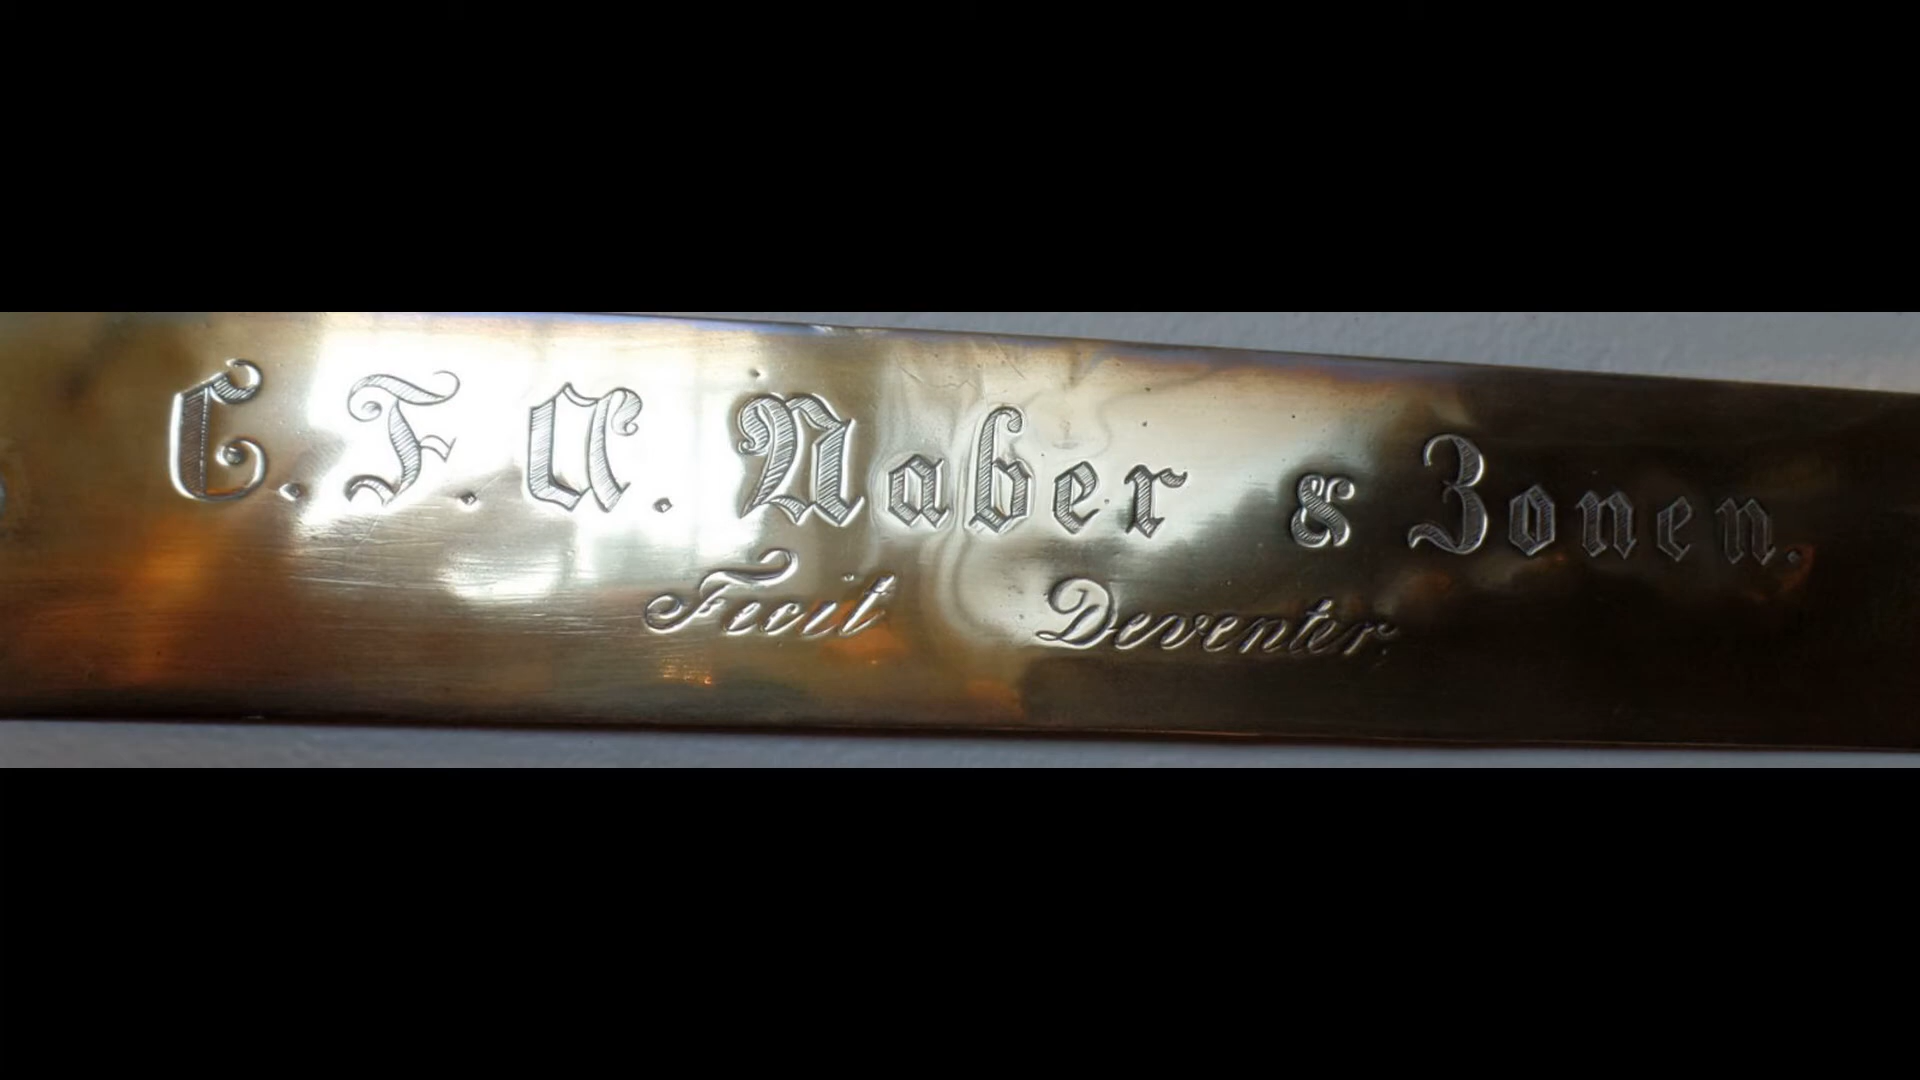 C. F. A. Naber & Zonen.
Fecit Deventer.